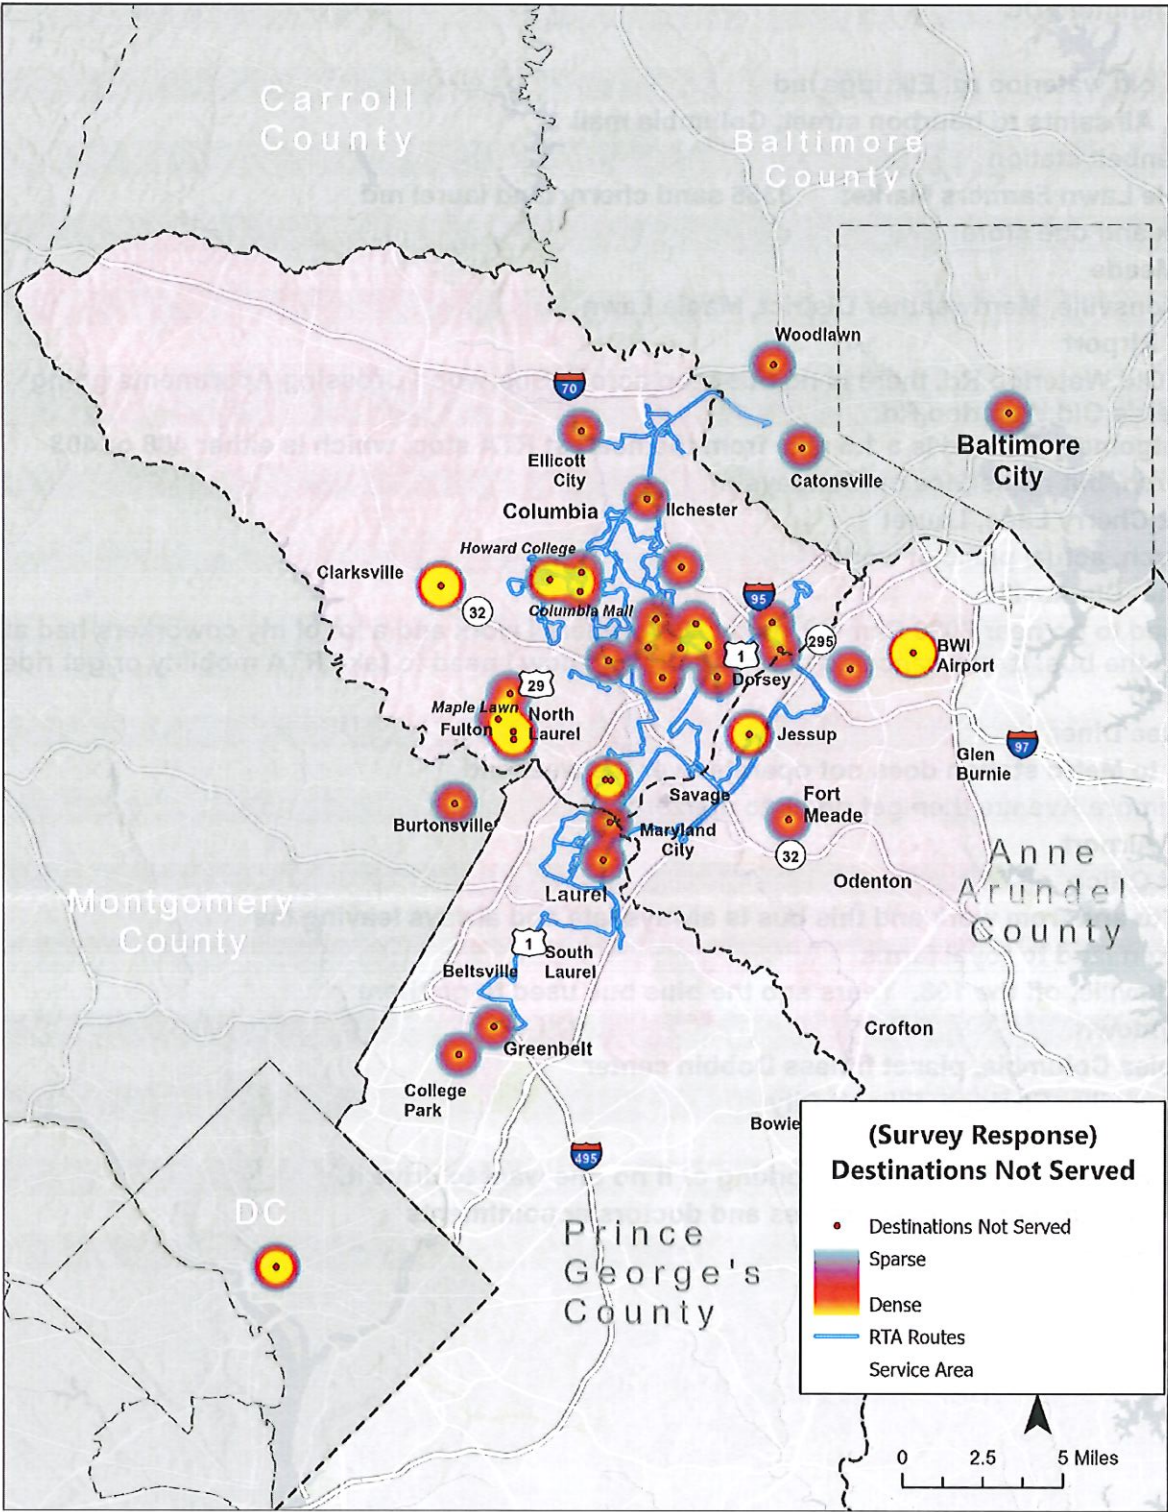 Carroll
County
Baltimore
County
Woodlawn
70
Ellicott
City
Baltimore
City
Catonsville
Columbia
Ilchester
Howard College
Clarksville
32
Columbia Mall
95
295
BWI
Airport
1
Dorsey
29
Maple Lawn
Fulton
North
Laurel
Jessup
97
Glen
Burnie
Savage
Fort
Meade
Burtonsville
Maryland
City
32
Anne
Arundel
County
Odenton
Laurel
Montgomery
County
1
South
Laurel
Beltsville
Crofton
Greenbelt
College
Park
Bowie
495
DC
Prince
George's
County
(Survey Response)
Destinations Not Served
Destinations Not Served
Sparse
Dense
RTA Routes
Service Area
0 2.5 5 Miles